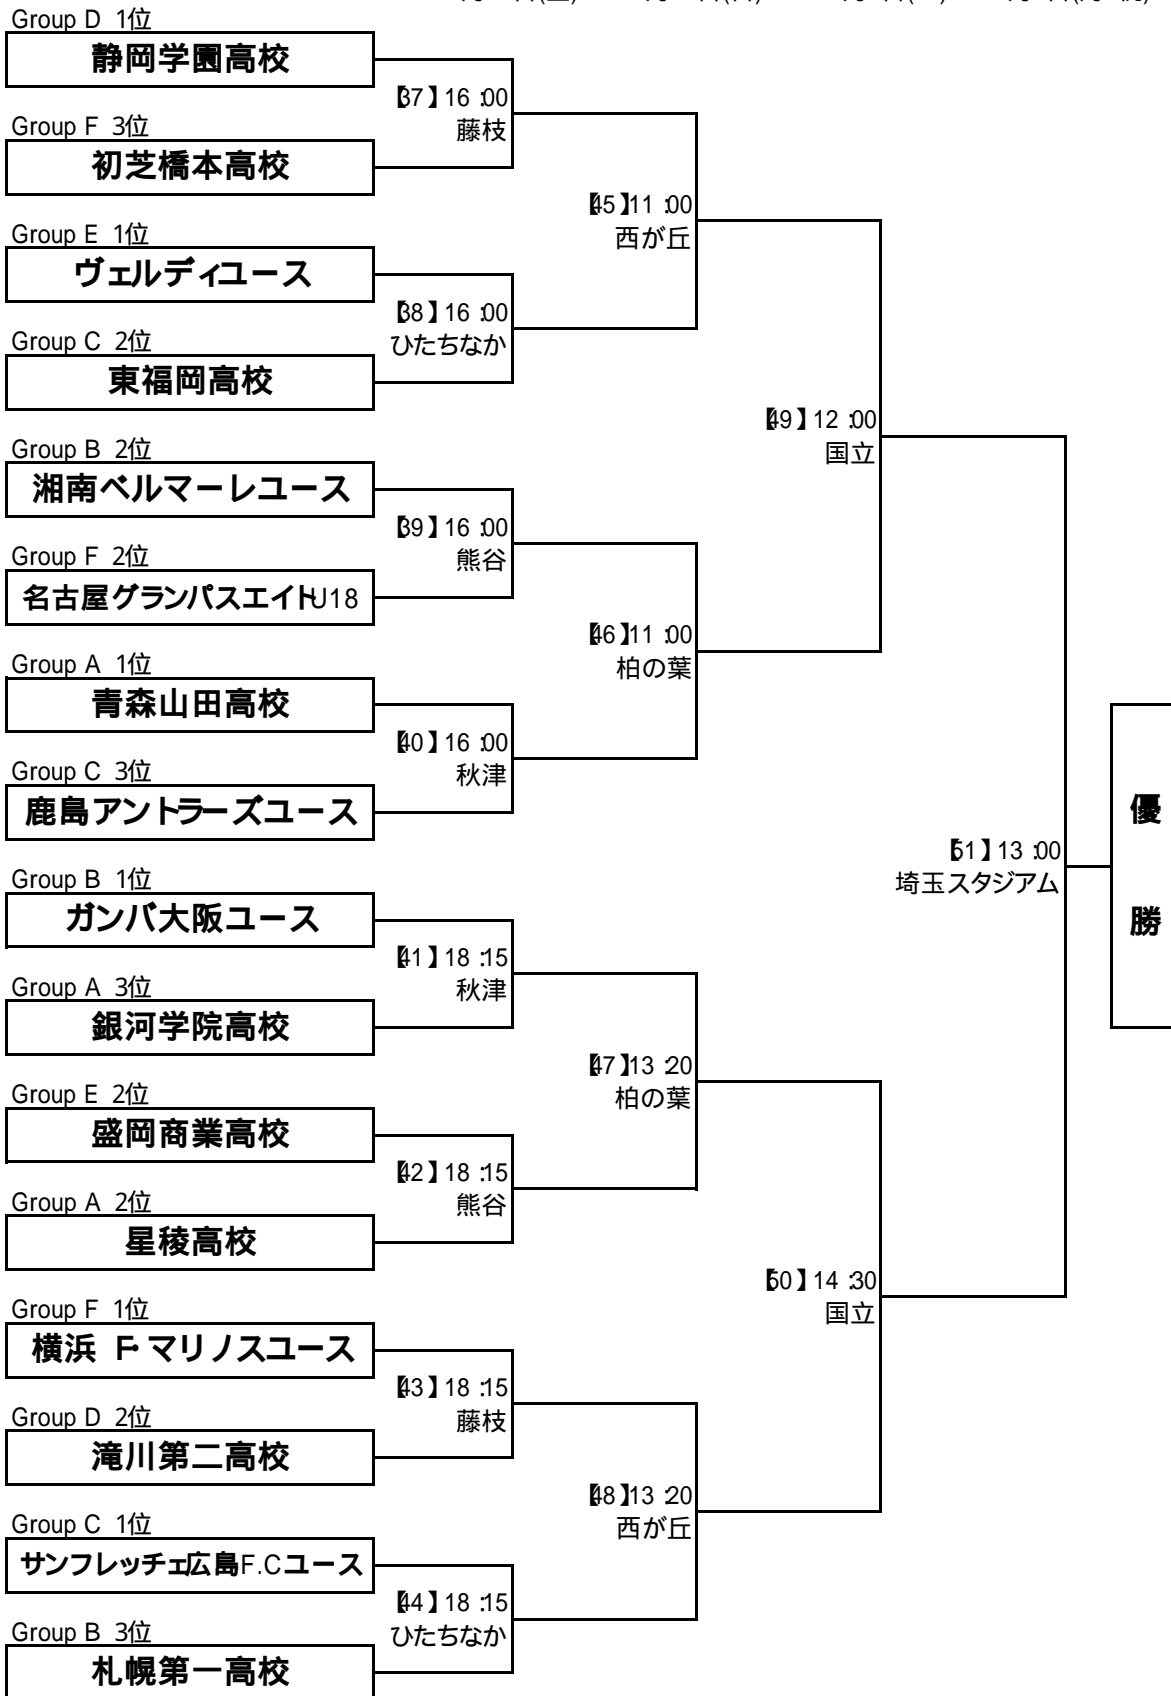 Group D 1位
静岡学園高校
【37】16:00
藤枝
Group F 3位
初芝橋本高校
【45】11:00
西が丘
Group E 1位
ヴェルディユース
【38】16:00
ひたちなか
Group C 2位
東福岡高校
【49】12:00
国立
Group B 2位
湘南ベルマーレユース
【39】16:00
熊谷
Group F 2位
名古屋グランパスエイトU18
【46】11:00
柏の葉
Group A 1位
青森山田高校
【40】16:00
秋津
Group C 3位
鹿島アントラーズユース
優勝
【51】13:00
埼玉スタジアム
Group B 1位
ガンバ大阪ユース
【41】18:15
秋津
Group A 3位
銀河学院高校
【47】13:20
柏の葉
Group E 2位
盛岡商業高校
【42】18:15
熊谷
Group A 2位
星稜高校
【50】14:30
国立
Group F 1位
横浜 F・マリノスユース
【43】18:15
藤枝
Group D 2位
滝川第二高校
【48】13:20
西が丘
Group C 1位
サンフレッチェ広島F.Cユース
【44】18:15
ひたちなか
Group B 3位
札幌第一高校